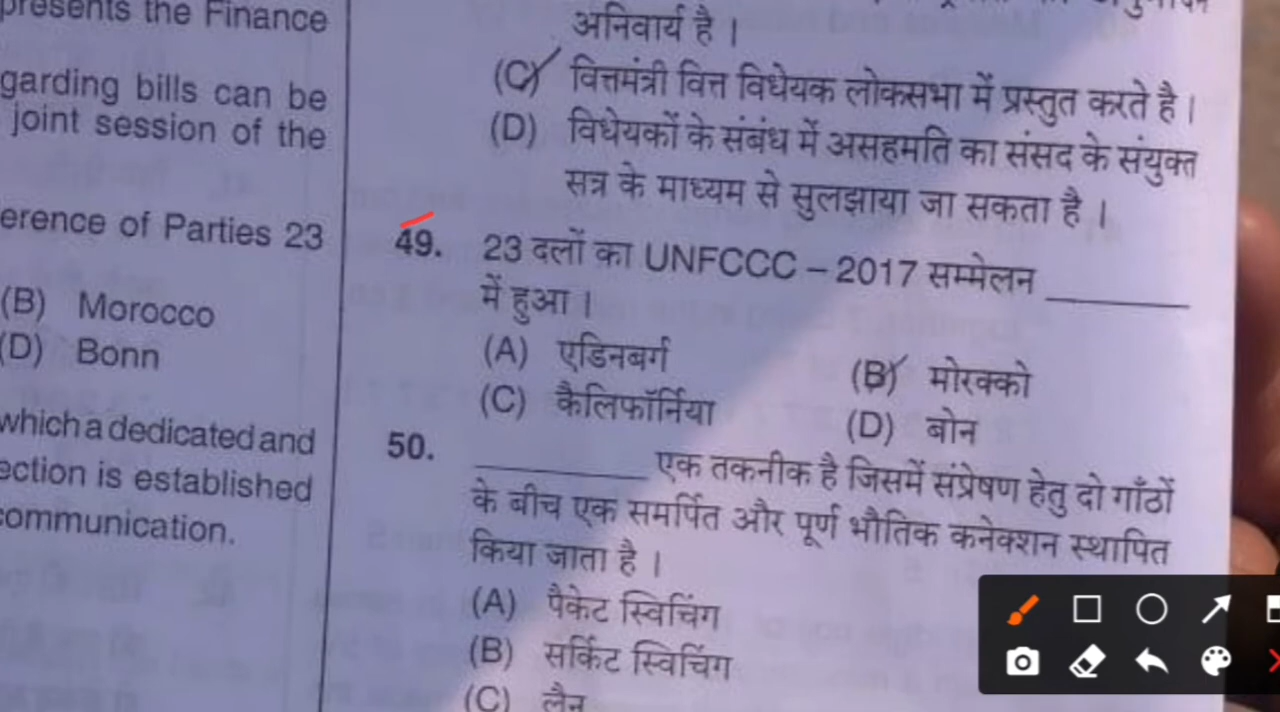 presents the Finance
garding bills can be
joint session of the
erence of Parties 23
(B) Morocco
(D) Bonn
which a dedicated and
ection is established
communication.
अनिवार्य है ।
(C) वित्तमंत्री वित्त विधेयक लोकसभा में प्रस्तुत करते है ।
(D) विधेयकों के संबंध में असहमति का संसद के संयुक्त
सत्र के माध्यम से सुलझाया जा सकता है ।
49. 23 दलों का UNFCCC – 2017 सम्मेलन ________
में हुआ ।
(A) एडिनबर्ग
(B) मोरक्को
(C) कैलिफॉर्निया
(D) बोन
50. ________ एक तकनीक है जिसमें संप्रेषण हेतु दो गाँठों
के बीच एक समर्पित और पूर्ण भौतिक कनेक्शन स्थापित
किया जाता है ।
(A) पैकेट स्विचिंग
(B) सर्किट स्विचिंग
(C) लैन